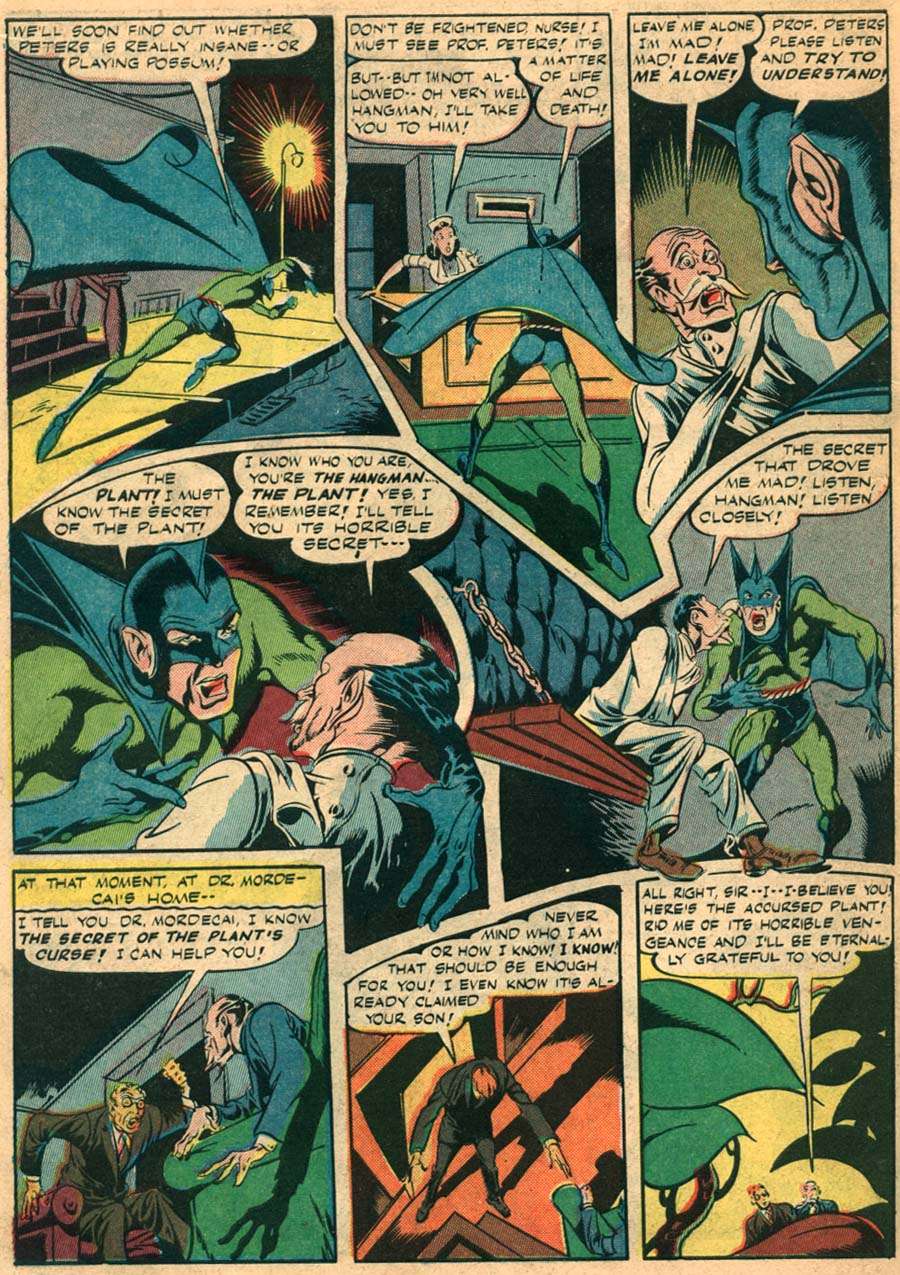 WE'LL SOON FIND OUT WHETHER
PETERS IS REALLY INSANE--OR
PLAYING POSSUM!
DON'T BE FRIGHTENED, NURSE! I
MUST SEE PROF. PETERS! IT'S
A MATTER
OF LIFE
AND
DEATH!
BUT--BUT I'M NOT AL-
LOWED-- OH VERY WELL
HANGMAN, I'LL TAKE
YOU TO HIM!
LEAVE ME ALONE
I'M MAD!
MAD! LEAVE
ME ALONE!
PROF. PETERS
PLEASE LISTEN
AND TRY TO
UNDERSTAND!
THE
PLANT! I MUST
KNOW THE SECRET
OF THE PLANT!
I KNOW WHO YOU ARE,
YOU'RE THE HANGMAN...
THE PLANT! YES, I
REMEMBER! I'LL TELL
YOU ITS HORRIBLE
SECRET---
THE SECRET
THAT DROVE
ME MAD! LISTEN,
HANGMAN! LISTEN
CLOSELY!
AT THAT MOMENT, AT DR. MORDE-
CAI'S HOME--
I TELL YOU DR. MORDECAI, I KNOW
THE SECRET OF THE PLANT'S
CURSE! I CAN HELP YOU!
NEVER
MIND WHO I AM
OR HOW I KNOW! I KNOW!
THAT SHOULD BE ENOUGH
FOR YOU! I EVEN KNOW IT'S AL-
READY CLAIMED
YOUR SON!
ALL RIGHT, SIR--I--I-BELIEVE YOU!
HERE'S THE ACCURSED PLANT!
RID ME OF ITS HORRIBLE VEN-
GEANCE AND I'LL BE ETERNAL-
LY GRATEFUL TO YOU!